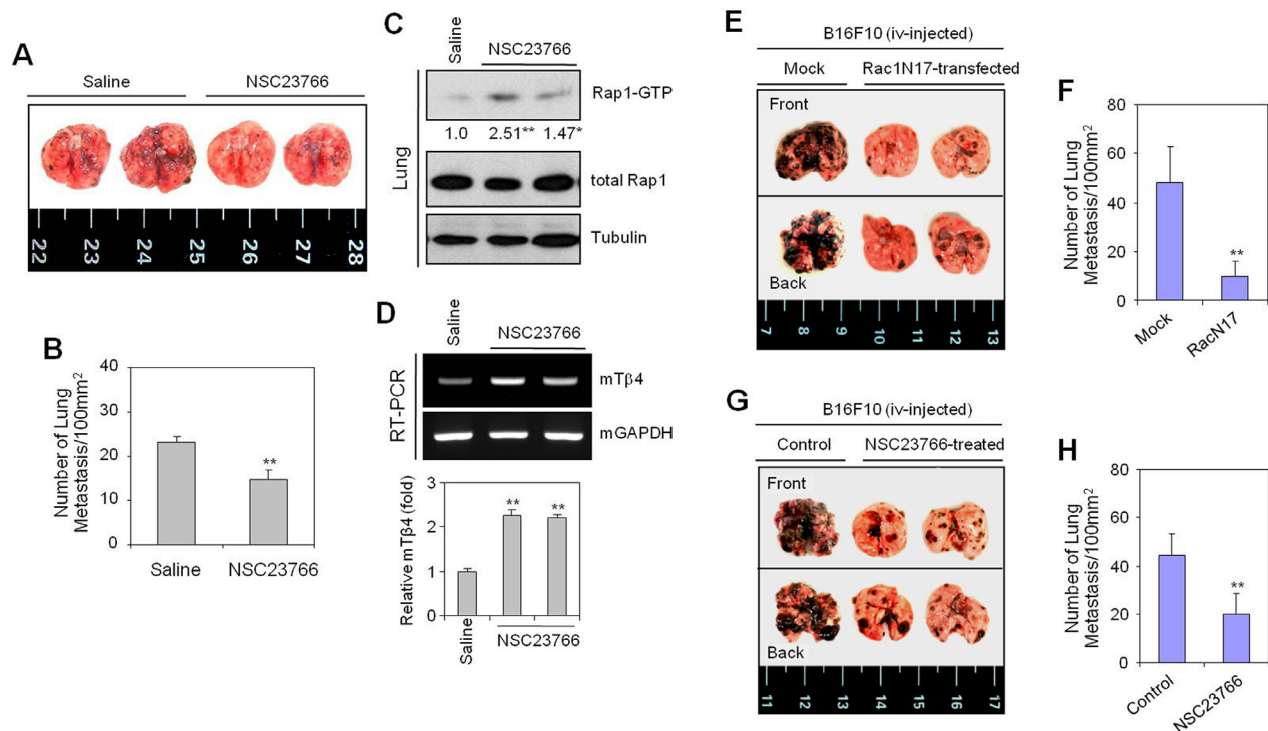 A
Saline NSC23766
22 23 24 25 26 27 28
B
Number of Lung
Metastasis/100mm²
40
30
20
10
0
**
Saline NSC23766
C
Saline
NSC23766
Lung
Rap1-GTP
1.0 2.51** 1.47*
total Rap1
Tubulin
D
Saline
NSC23766
RT-PCR
mTβ4
mGAPDH
Relative mTβ4 (fold)
3
2
1
0
** **
Saline
NSC23766
E
B16F10 (iv-injected)
Mock Rac1N17-transfected
Front
Back
7 8 9 10 11 12 13
F
Number of Lung
Metastasis/100mm²
80
60
40
20
0
**
Mock
RacN17
G
B16F10 (iv-injected)
Control NSC23766-treated
Front
Back
11 12 13 14 15 16 17
H
Number of Lung
Metastasis/100mm²
80
60
40
20
0
**
Control
NSC23766